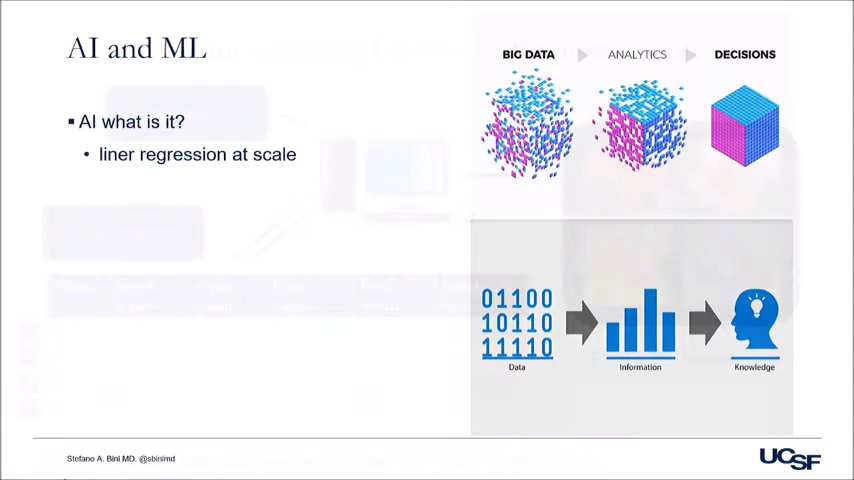 AI and ML
AI what is it?
liner regression at scale
BIG DATA
ANALYTICS
DECISIONS
01100
10110
11110
Data
Information
Knowledge
Stefano A. Bini MD. @sbinimd
UCSF